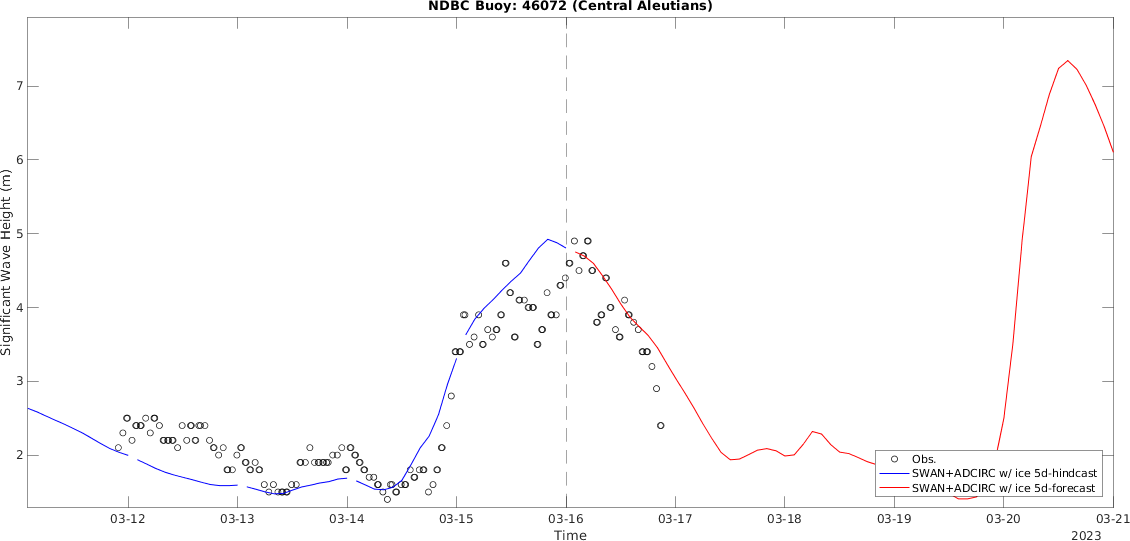 NDBC Buoy: 46072 (Central Aleutians)
Significant Wave Height (m)
7
6
5
4
3
2
Obs.
SWAN+ADCIRC w/ ice 5d-hindcast
SWAN+ADCIRC w/ ice 5d-forecast
03-12 03-13 03-14 03-15 03-16 03-17 03-18 03-19 03-20 03-21
Time
2023